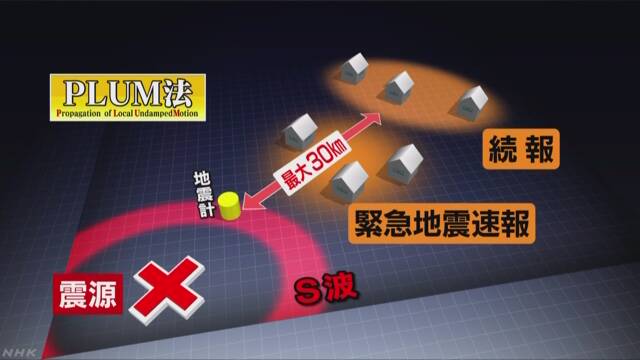 PLUM法
Propagation of Local Undamped Motion
続報
最大30km
地震計
緊急地震速報
震源
S波
NHK